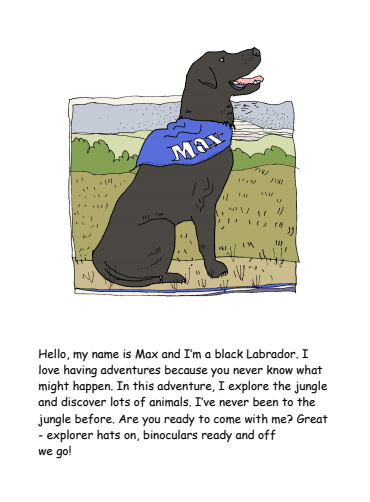 Max
Hello, my name is Max and I'm a black Labrador. I
love having adventures because you never know what
might happen. In this adventure, I explore the jungle
and discover lots of animals. I've never been to the
jungle before. Are you ready to come with me? Great
- explorer hats on, binoculars ready and off
we go!